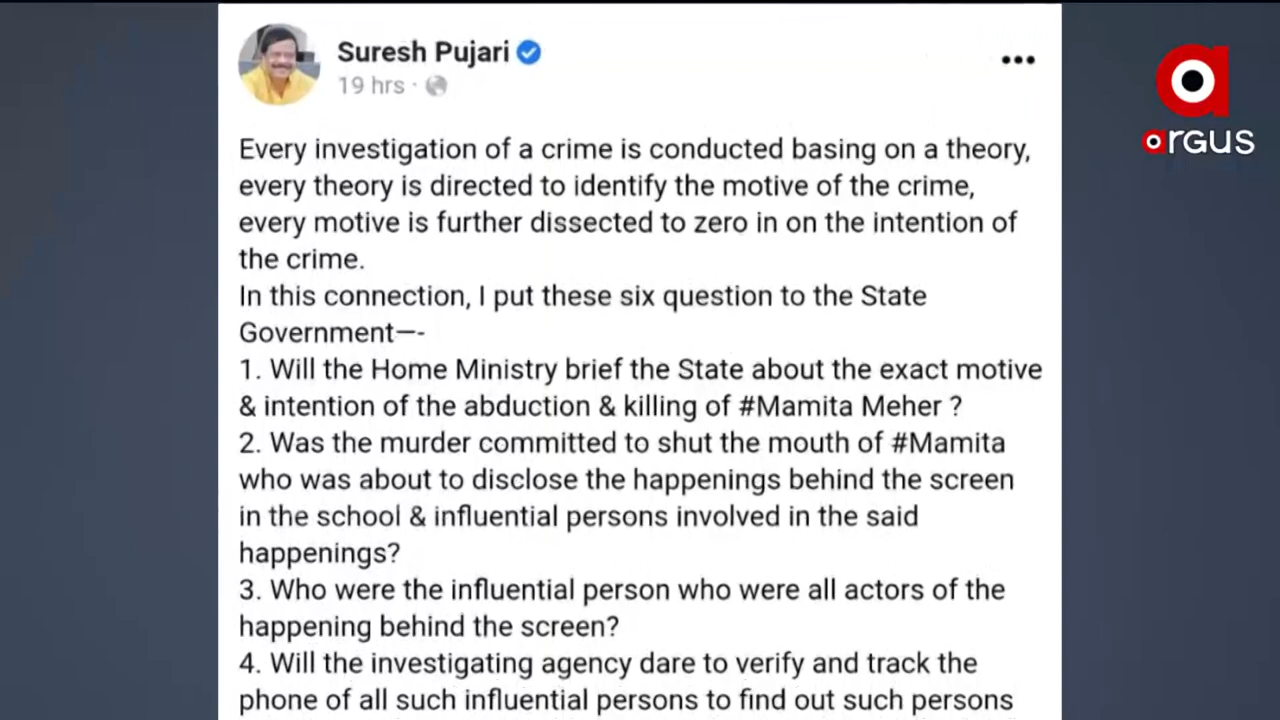 Suresh Pujari
19 hrs ·
argus
Every investigation of a crime is conducted basing on a theory,
every theory is directed to identify the motive of the crime,
every motive is further dissected to zero in on the intention of
the crime.
In this connection, I put these six question to the State
Government—-
1. Will the Home Ministry brief the State about the exact motive
& intention of the abduction & killing of #Mamita Meher ?
2. Was the murder committed to shut the mouth of #Mamita
who was about to disclose the happenings behind the screen
in the school & influential persons involved in the said
happenings?
3. Who were the influential person who were all actors of the
happening behind the screen?
4. Will the investigating agency dare to verify and track the
phone of all such influential persons to find out such persons